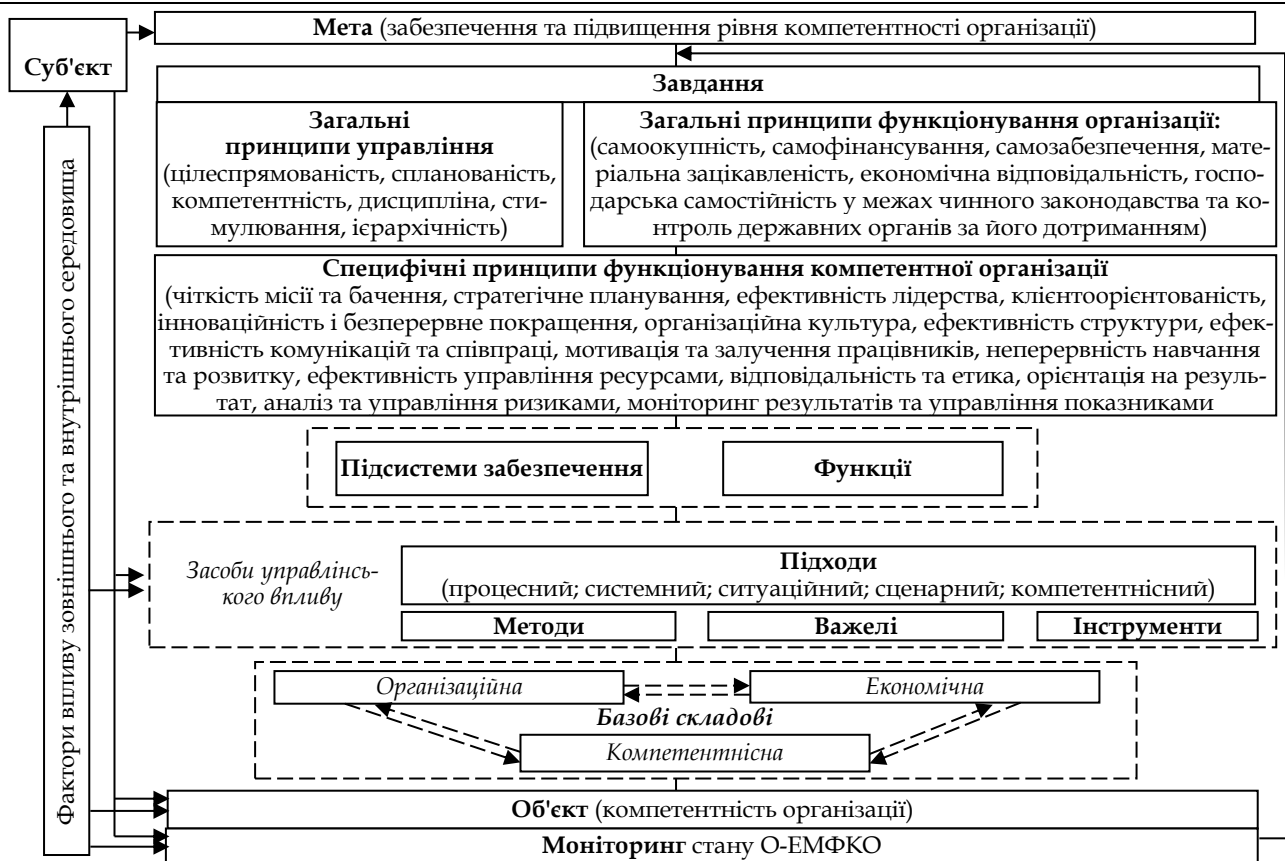 Мета (забезпечення та підвищення рівня компетентності організації)
Суб'єкт
Завдання
Загальні
принципи управління
(цілеспрямованість, спланованість,
компетентність, дисципліна, сти-
мулювання, ієрархічність)
Загальні принципи функціонування організації:
(самоокупність, самофінансування, самозабезпечення, мате-
ріальна зацікавленість, економічна відповідальність, госпо-
дарська самостійність у межах чинного законодавства та ко-
нтроль державних органів за його дотриманням)
Специфічні принципи функціонування компетентної організації
(чіткість місії та бачення, стратегічне планування, ефективність лідерства, клієнтоорієнтованість,
інноваційність і безперервне покращення, організаційна культура, ефективність структури, ефе-
ктивність комунікацій та співпраці, мотивація та залучення працівників, неперервність навчання
та розвитку, ефективність управління ресурсами, відповідальність та етика, орієнтація на резуль-
тат, аналіз та управління ризиками, моніторинг результатів та управління показниками
Підсистеми забезпечення
Функції
Засоби управлінсь-
кого впливу
Підходи
(процесний; системний; ситуаційний; сценарний; компетентнісний)
Методи
Важелі
Інструменти
Організаційна
Економічна
Базові складові
Компетентнісна
Об'єкт (компетентність організації)
Моніторинг стану О-ЕМФКО
Фактори впливу зовнішнього та внутрішнього середовища